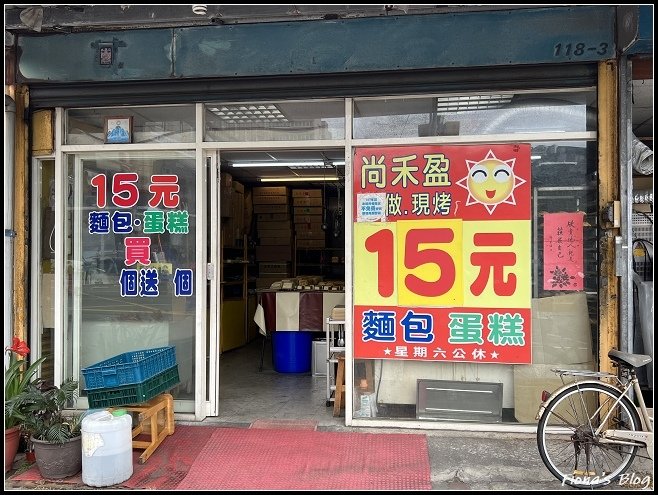 118-3
15元
麵包·蛋糕
買
個送 個
尚禾盈
做.現烤
15元
麵包 蛋糕
★星期六公休★
Fiona's Blog